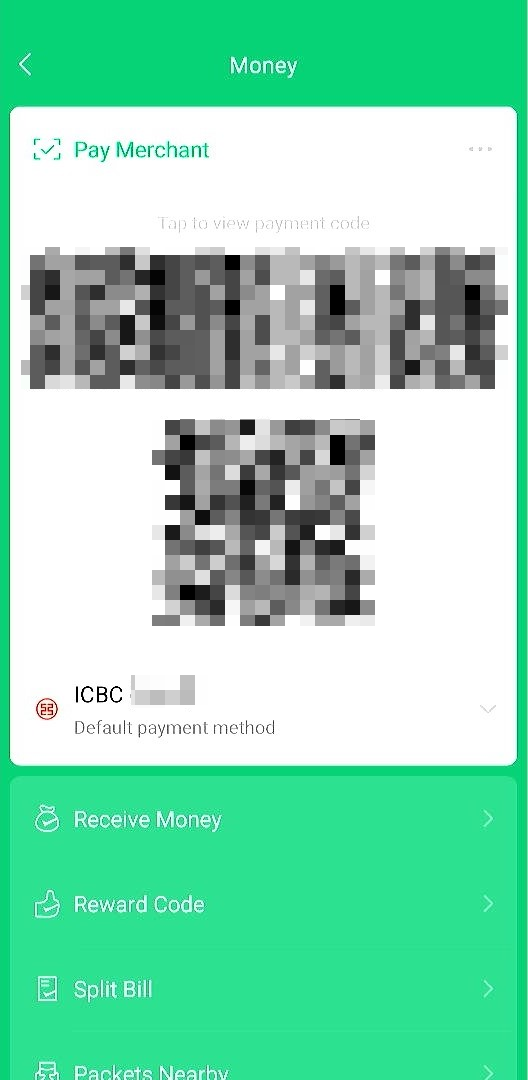 Money
Pay Merchant
Tap to view payment code
ICBC
Default payment method
Receive Money
Reward Code
Split Bill
Packets Nearby